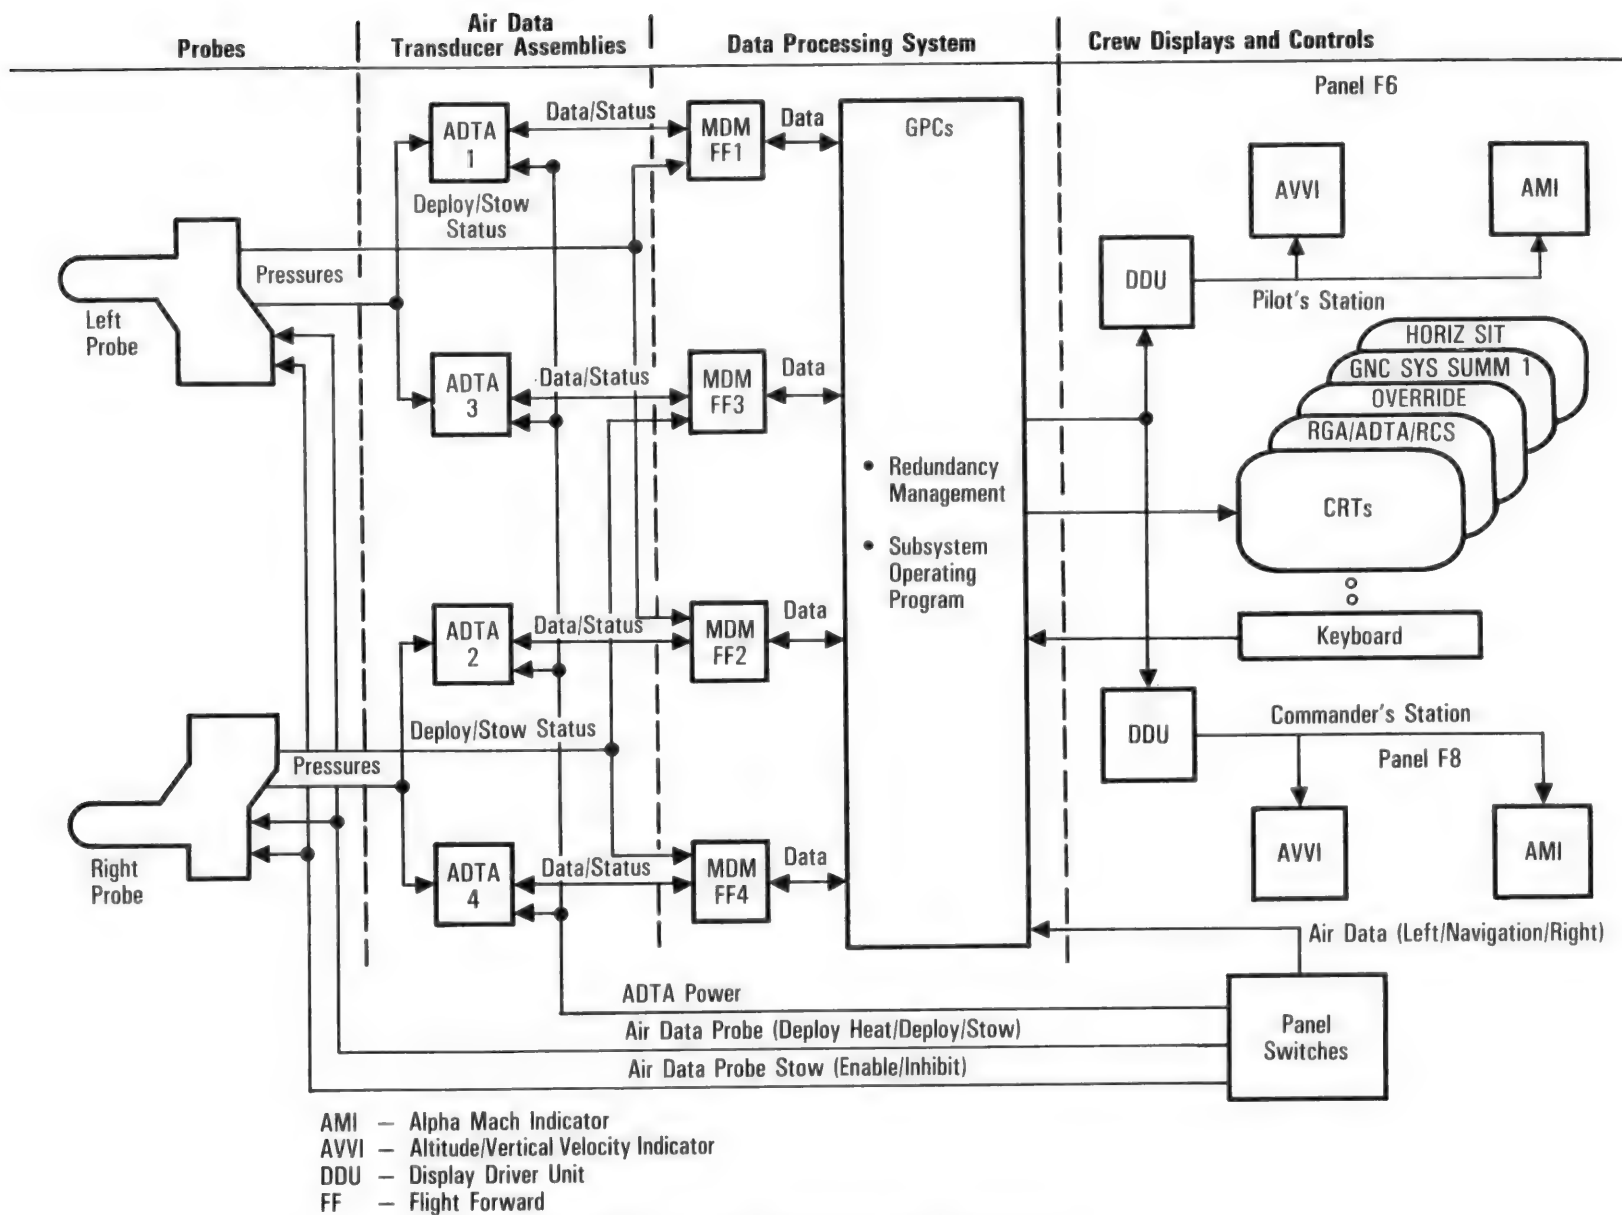 Probes
Air Data
Transducer Assemblies
Data Processing System
Crew Displays and Controls
Panel F6
ADTA
1
Data/Status
MDM
FF1
Data
GPCs
AVVI
AMI
Deploy/Stow
Status
Pressures
Left
Probe
DDU
Pilot's Station
HORIZ SIT
GNC SYS SUMM 1
OVERRIDE
RGA/ADTA/RCS
CRTs
ADTA
3
Data/Status
MDM
FF3
Data
• Redundancy
Management
• Subsystem
Operating
Program
ADTA
2
Data/Status
MDM
FF2
Data
Keyboard
Deploy/Stow Status
Pressures
DDU
Commander's Station
Panel F8
Right
Probe
ADTA
4
Data/Status
MDM
FF4
Data
AVVI
AMI
Air Data (Left/Navigation/Right)
ADTA Power
Air Data Probe (Deploy Heat/Deploy/Stow)
Air Data Probe Stow (Enable/Inhibit)
Panel
Switches
AMI – Alpha Mach Indicator
AVVI – Altitude/Vertical Velocity Indicator
DDU – Display Driver Unit
FF – Flight Forward